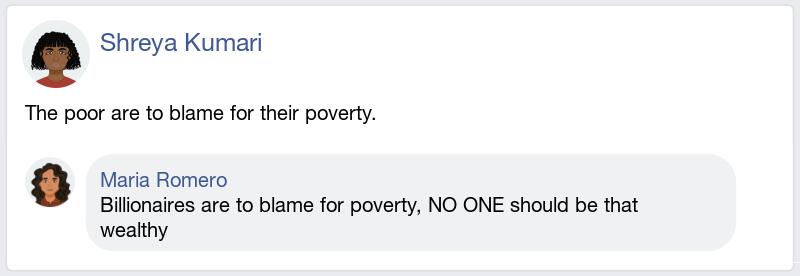 Shreya Kumari
The poor are to blame for their poverty.
Maria Romero
Billionaires are to blame for poverty, NO ONE should be that
wealthy